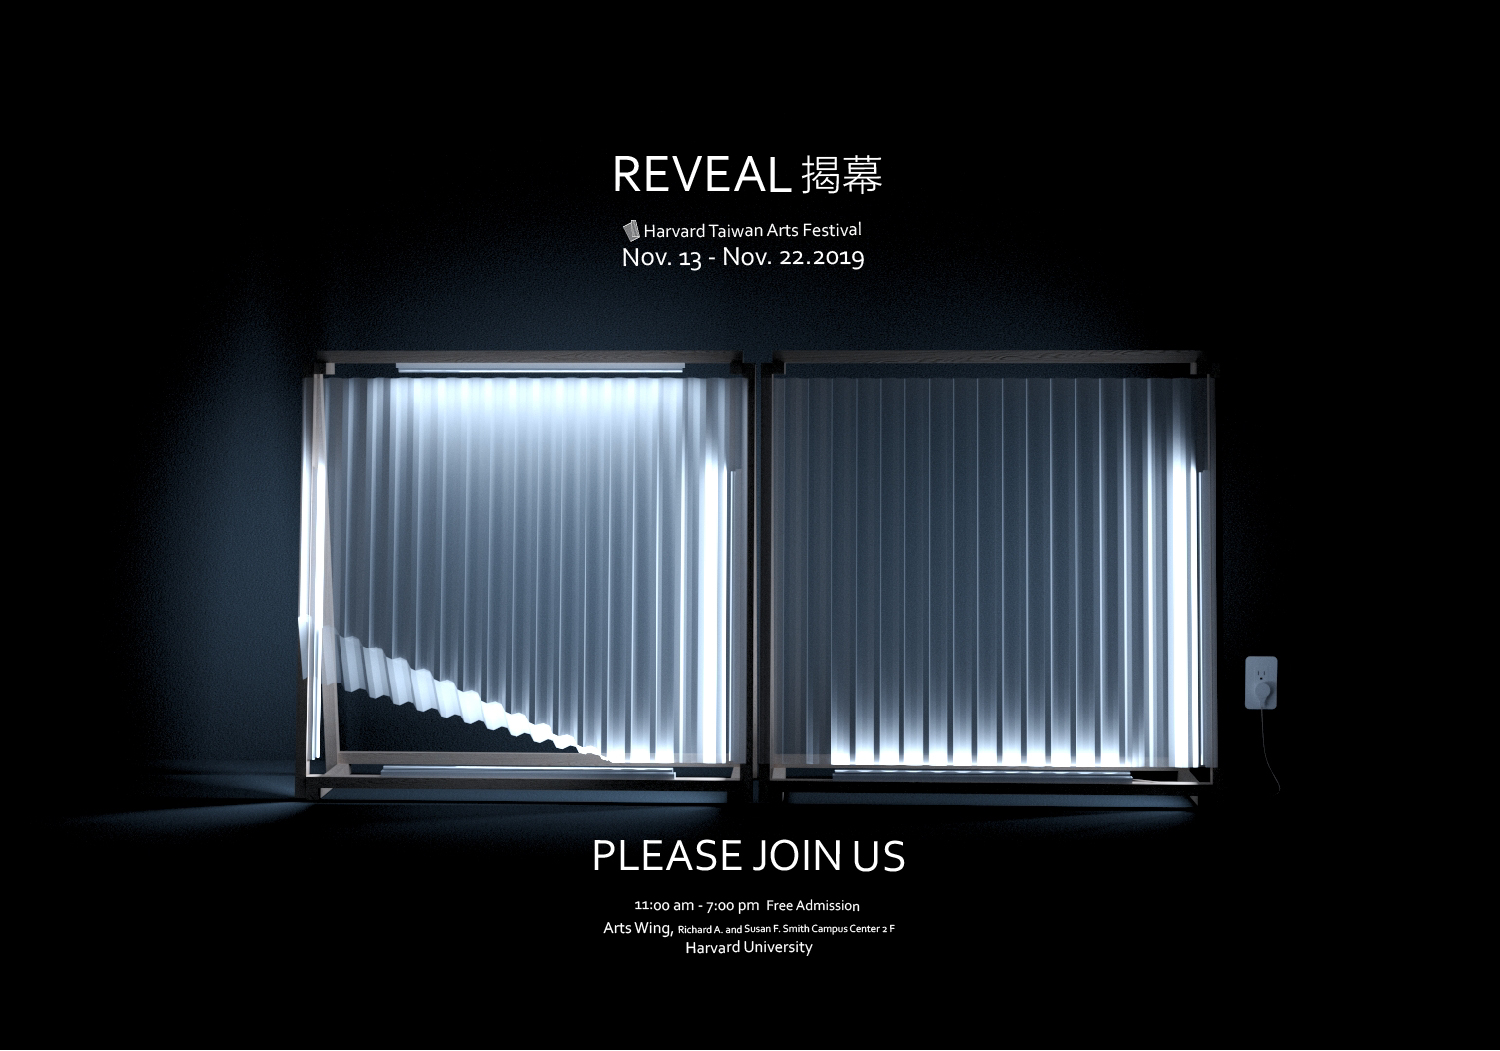 REVEAL 揭幕
Harvard Taiwan Arts Festival
Nov. 13 - Nov. 22.2019
PLEASE JOIN US
11:00 am - 7:00 pm Free Admission
Arts Wing, Richard A. and Susan F. Smith Campus Center 2 F
Harvard University